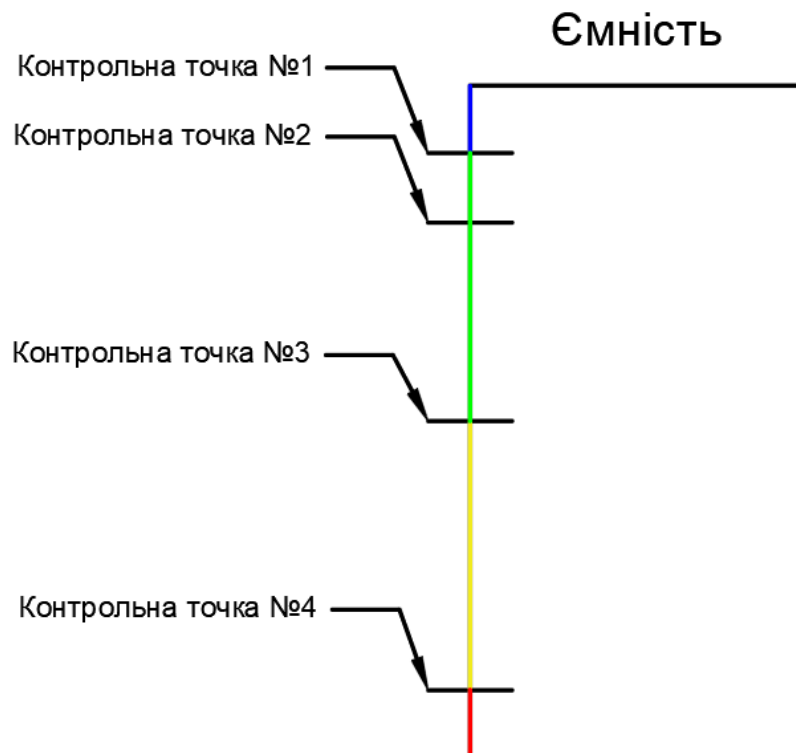 Ємність
Контрольна точка №1
Контрольна точка №2
Контрольна точка №3
Контрольна точка №4